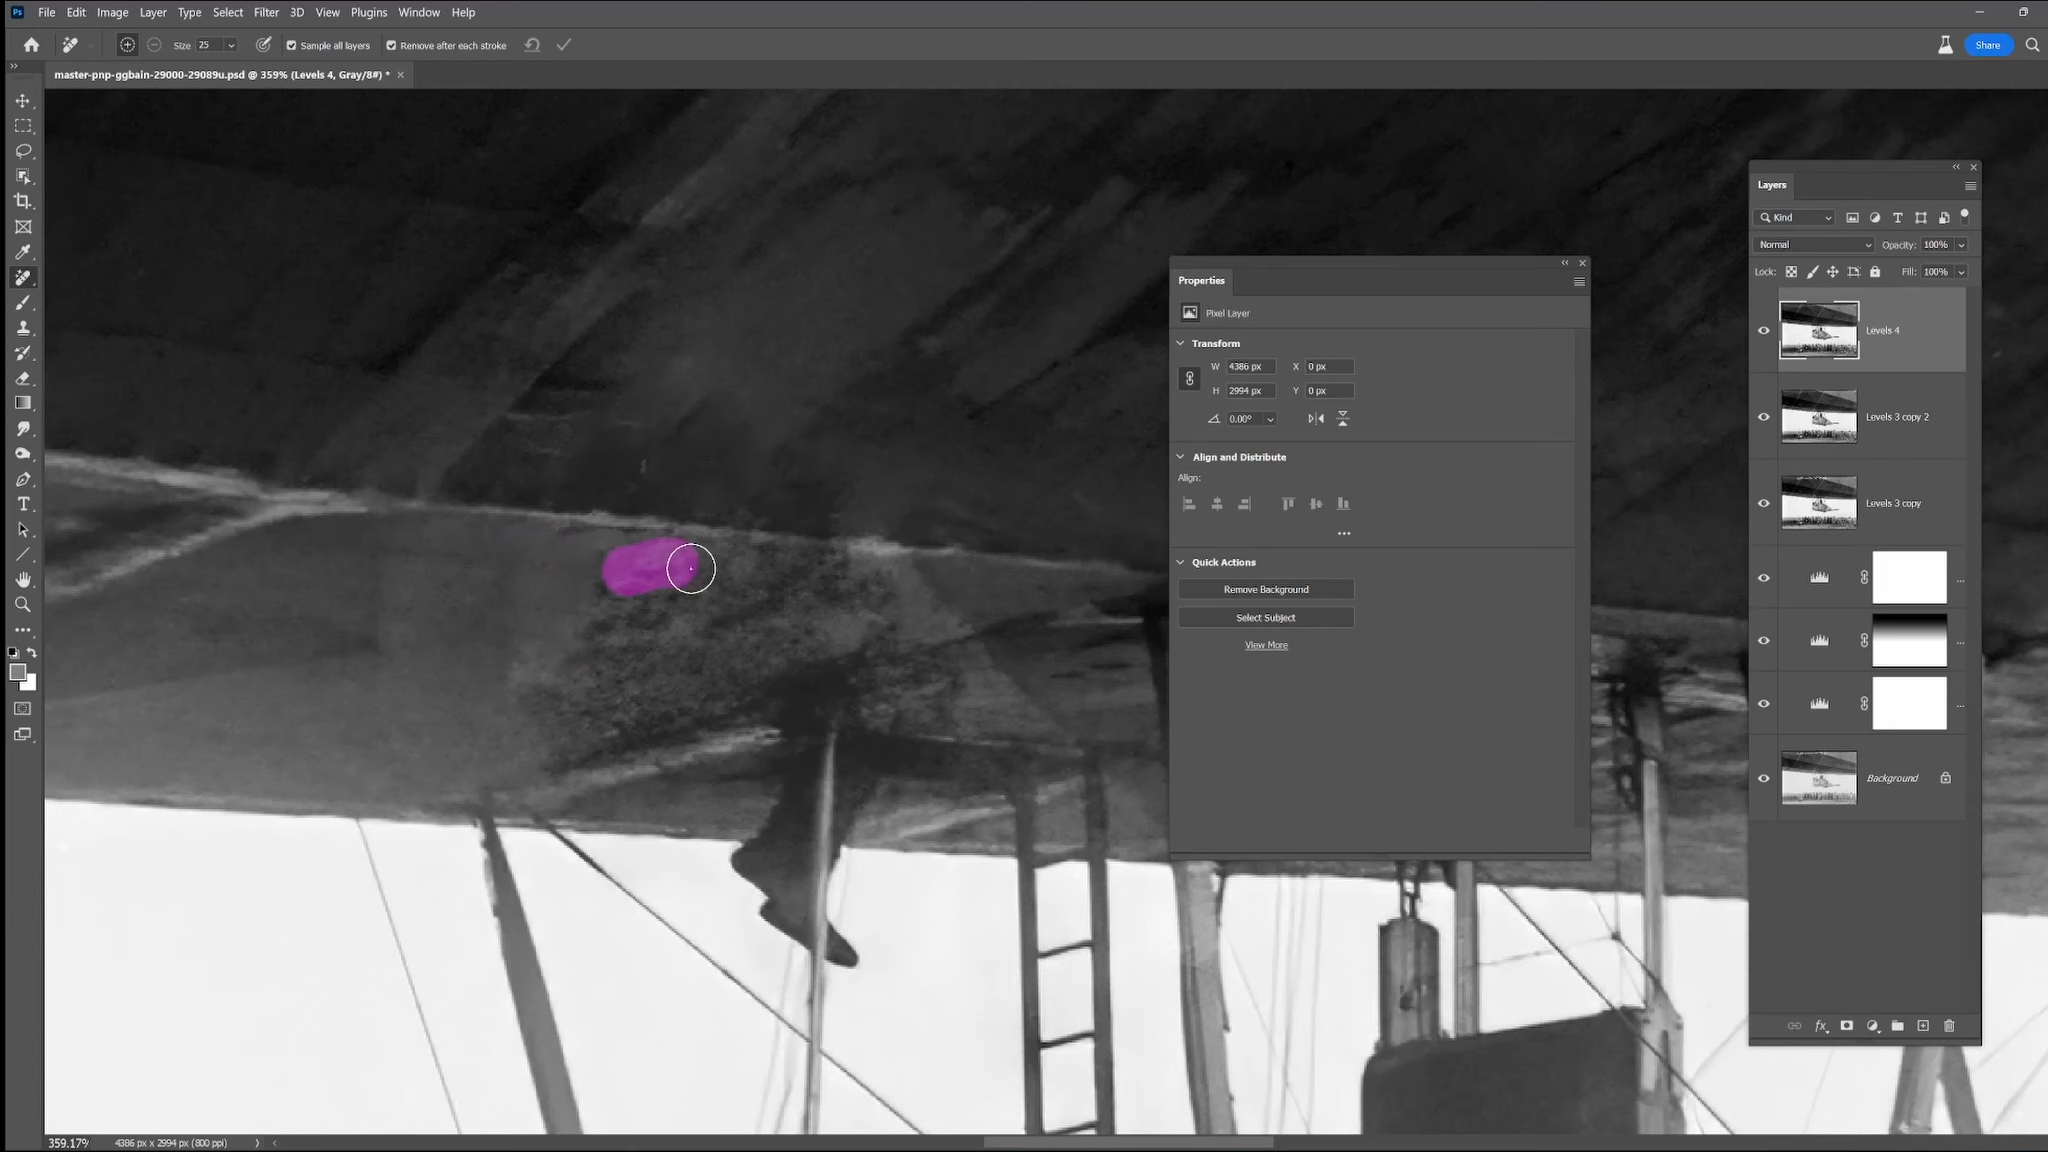 Ps File Edit Image Layer Type Select Filter 3D View Plugins Window Help
Size 25 Sample all layers Remove after each stroke Share
master-pnp-ggbain-29000-29089u.psd @ 359% (Levels 4, Gray/8#) *
Properties
Pixel Layer
Transform
W 4386 px X 0 px
H 2994 px Y 0 px
0.00°
Align and Distribute
Align:
Quick Actions
Remove Background
Select Subject
View More
Layers
Kind
Normal Opacity: 100%
Lock: Fill: 100%
Levels 4
Levels 3 copy 2
Levels 3 copy
...
...
...
Background
359.17% 4386 px x 2994 px (800 ppi)